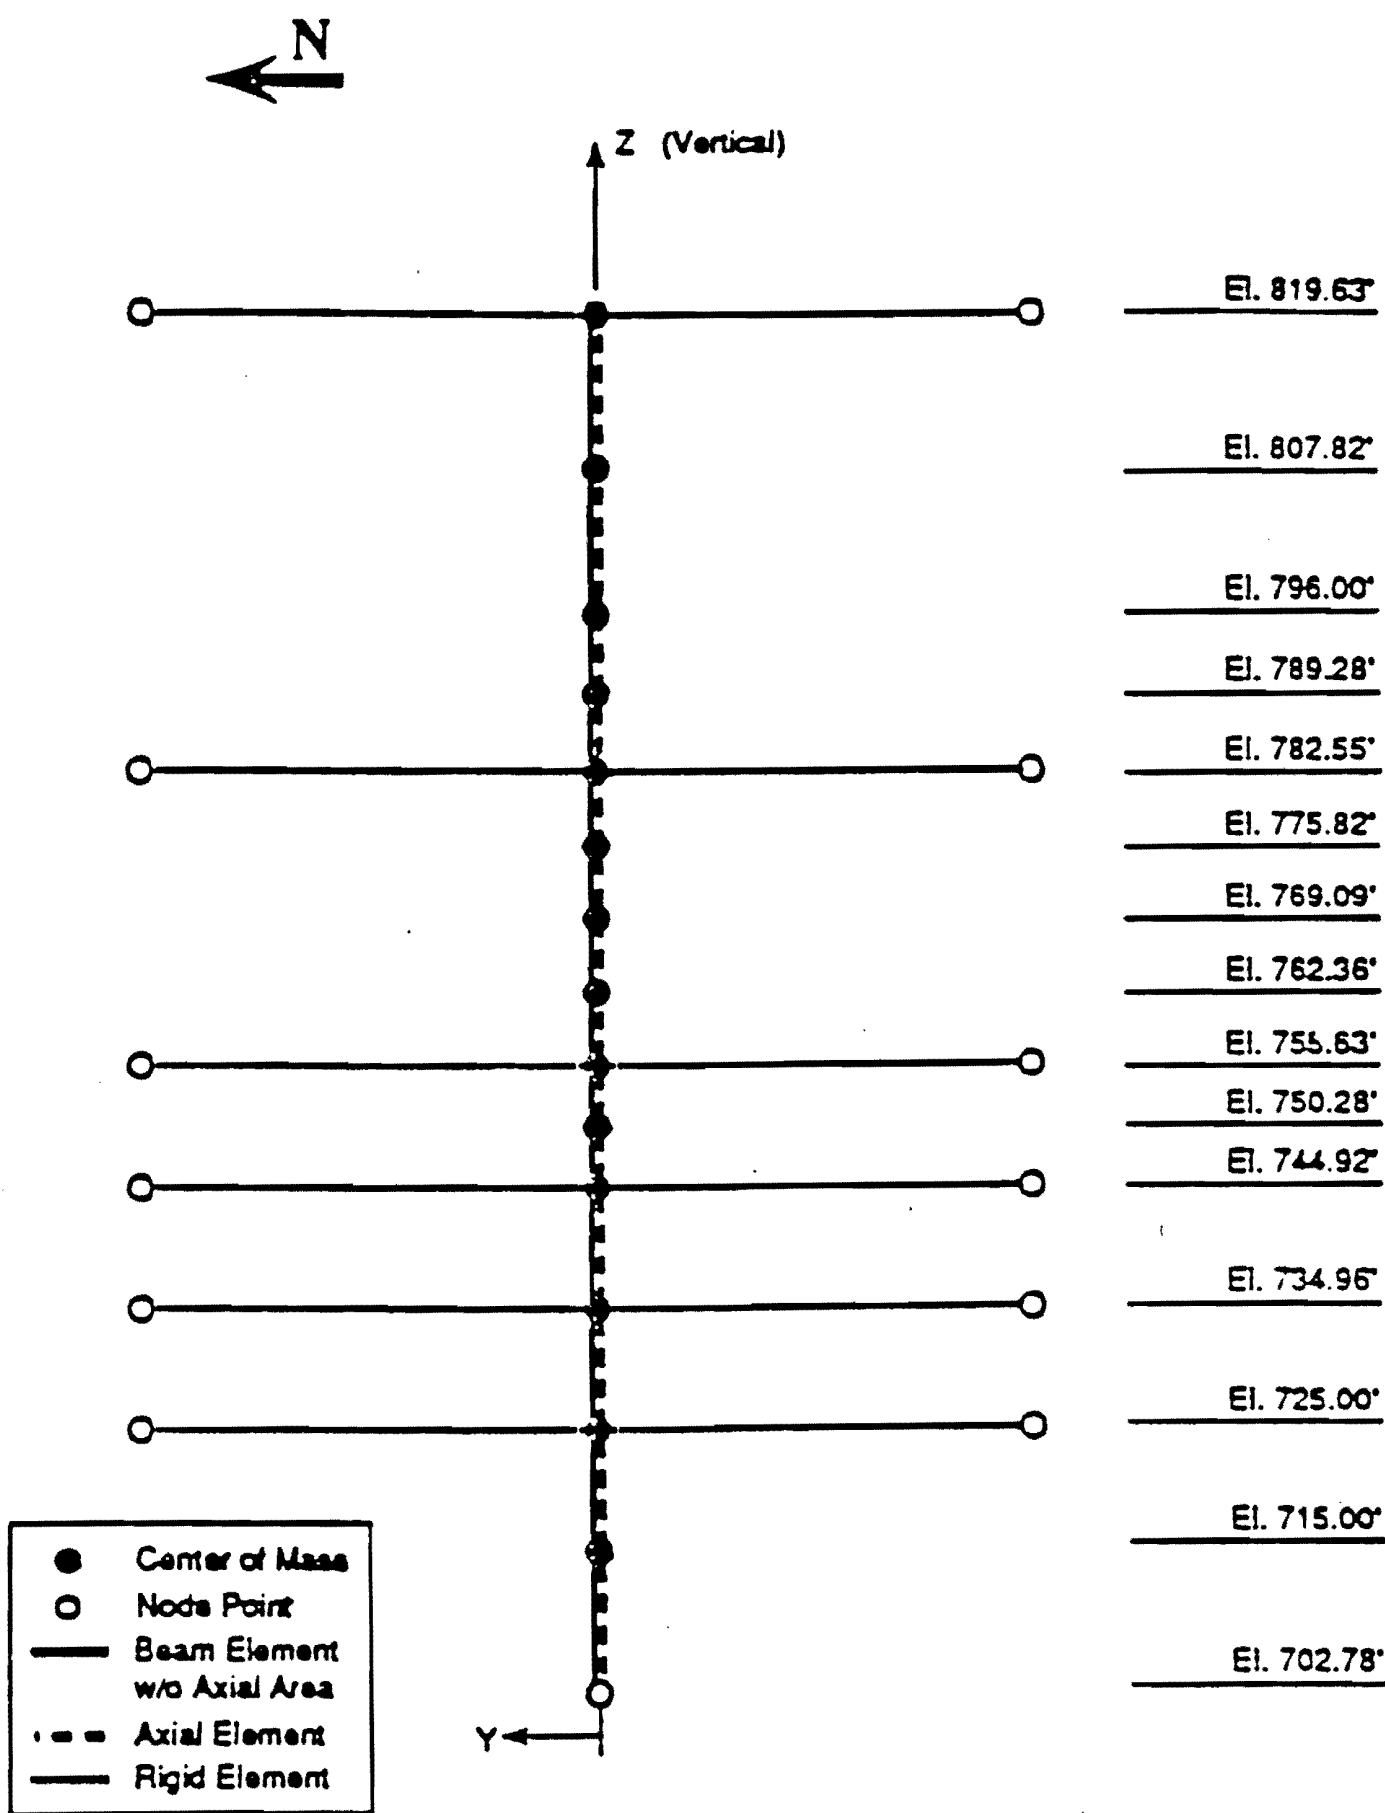 N
Z (Vertical)
El. 819.63'
El. 807.82'
El. 796.00'
El. 789.28'
El. 782.55'
El. 775.82'
El. 769.09'
El. 762.36'
El. 755.63'
El. 750.28'
El. 744.92'
El. 734.96'
El. 725.00'
El. 715.00'
El. 702.78'
Y
Center of Mass
Node Point
Beam Element
w/o Axial Area
Axial Element
Rigid Element